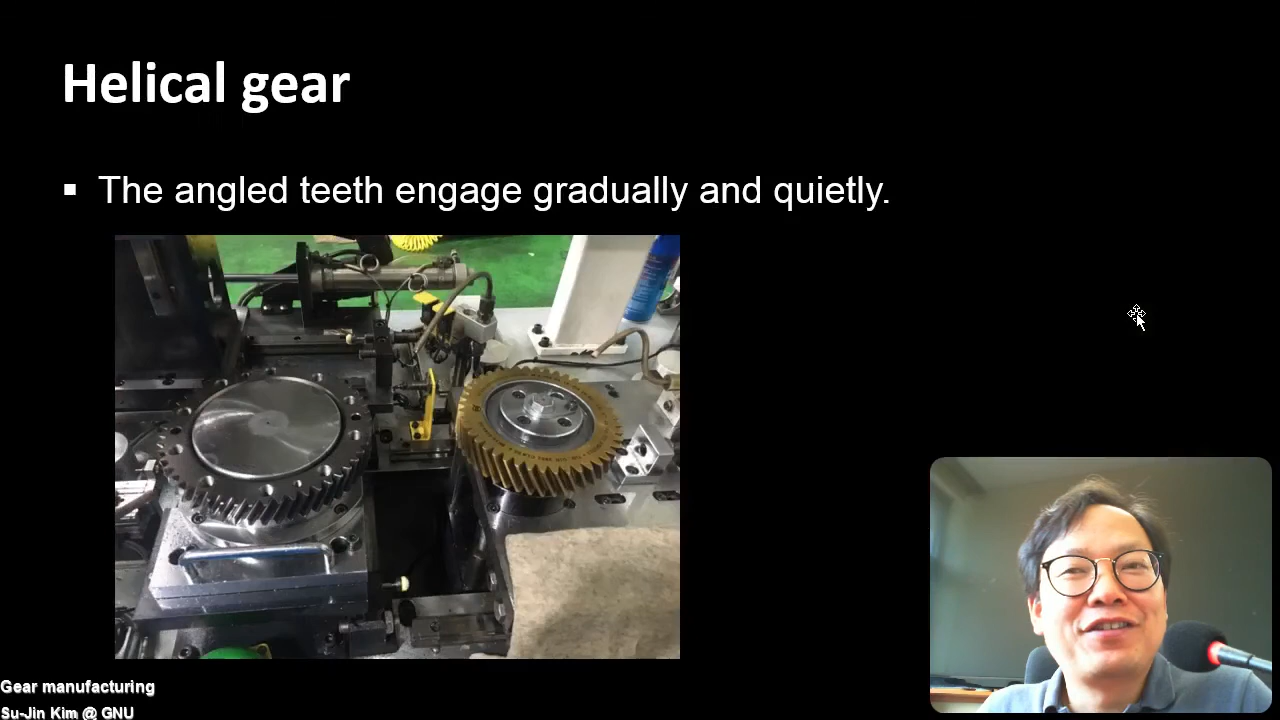 Helical gear
▪ The angled teeth engage gradually and quietly.
Gear manufacturing
Su-Jin Kim @ GNU